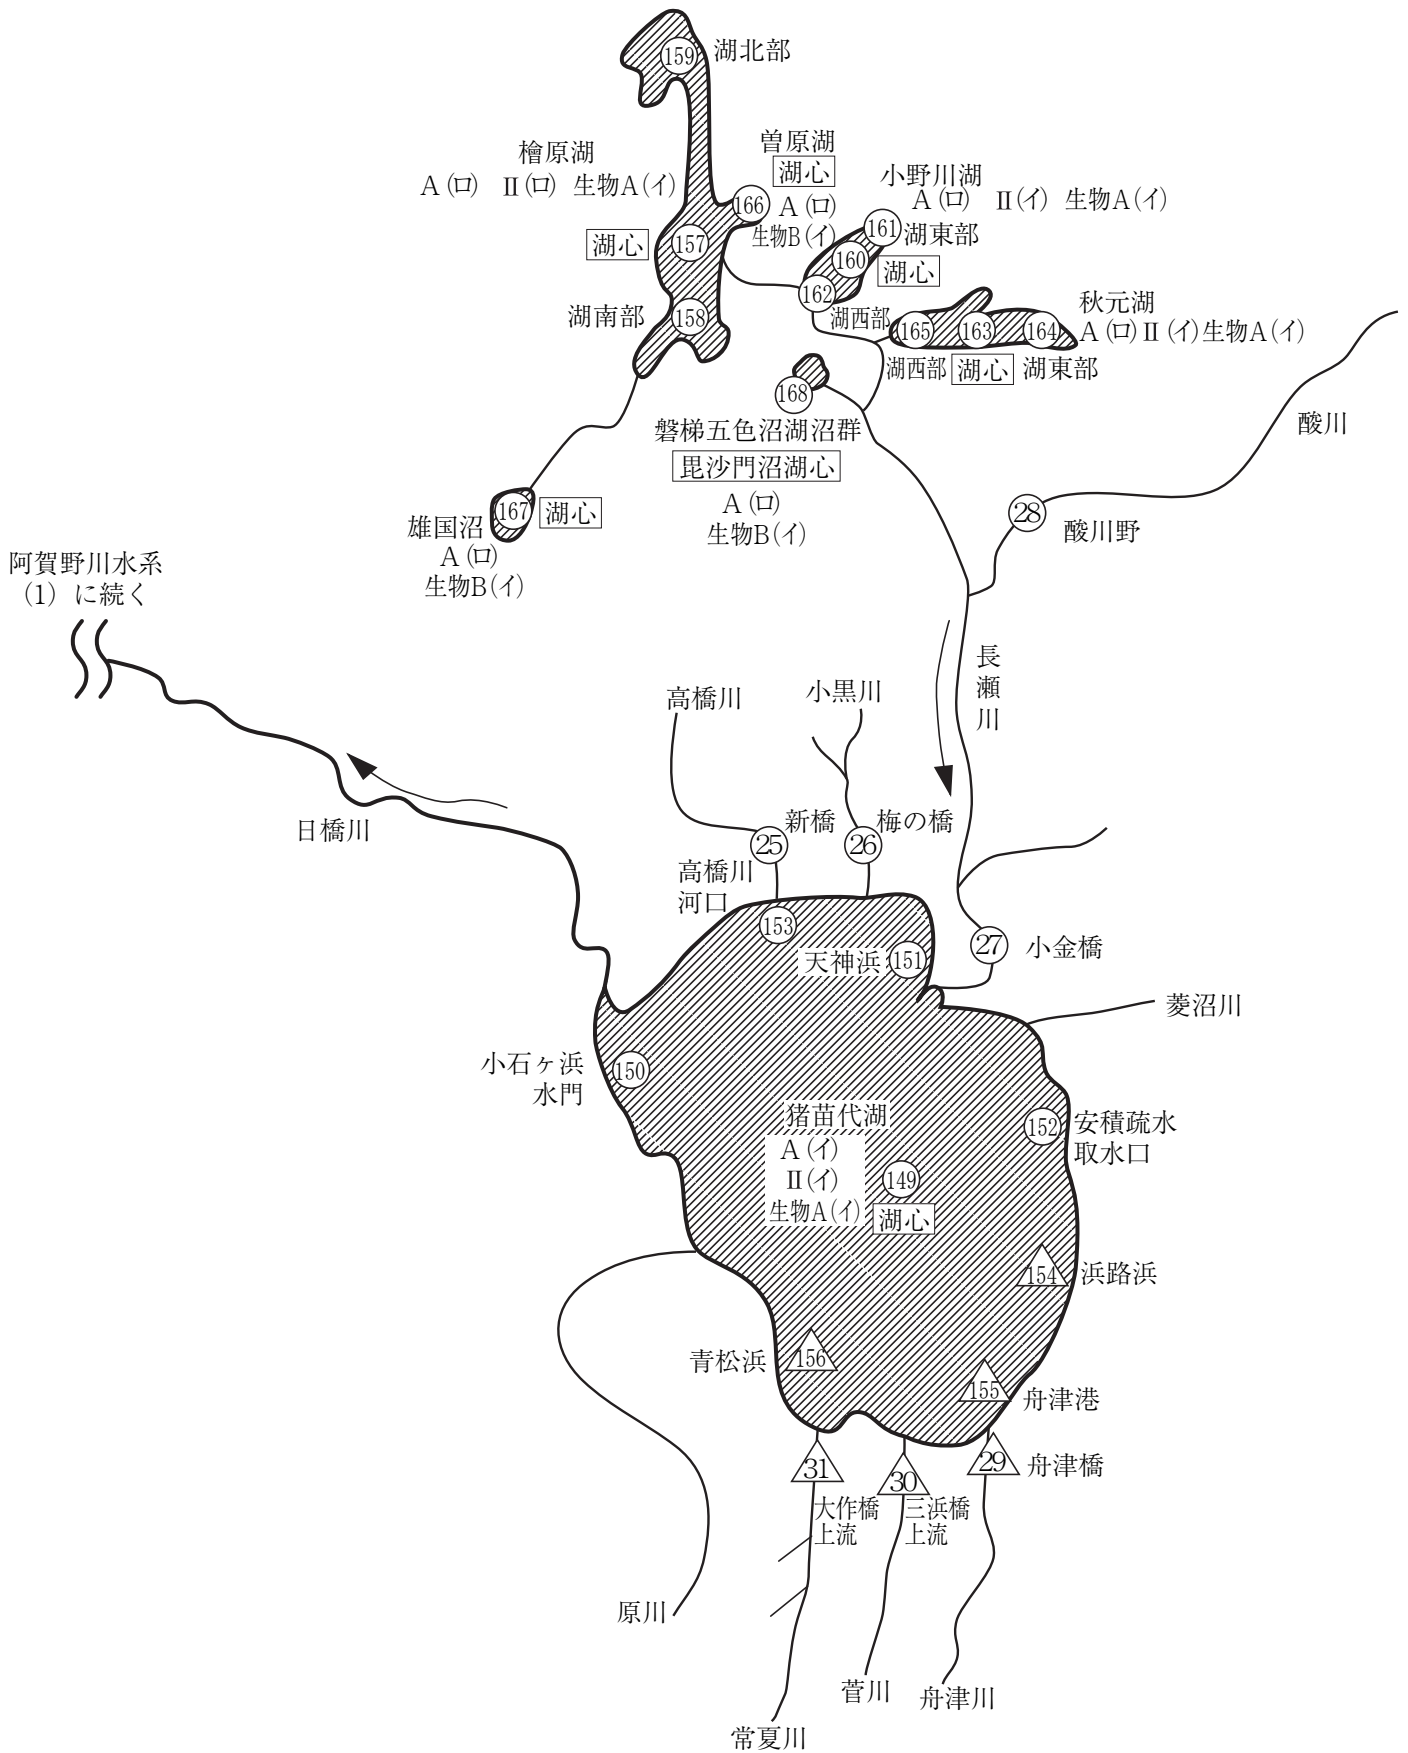 159
湖北部
檜原湖
A(ロ) Ⅱ(ロ) 生物A(イ)
曽原湖
湖心
166
A(ロ)
生物B(イ)
小野川湖
A(ロ) Ⅱ(イ) 生物A(イ)
161
湖東部
湖心
157
160
湖心
162
湖西部
湖南部
158
秋元湖
A(ロ)Ⅱ(イ)生物A(イ)
165
163
164
湖西部
湖心
湖東部
168
磐梯五色沼湖沼群
毘沙門沼湖心
A(ロ)
生物B(イ)
酸川
28
酸川野
167
湖心
雄国沼
A(ロ)
生物B(イ)
阿賀野川水系
(1)に続く
長瀬川
高橋川
小黒川
日橋川
25
新橋
26
梅の橋
高橋川
河口
153
天神浜
151
27
小金橋
菱沼川
小石ヶ浜
水門
150
猪苗代湖
A(イ)
Ⅱ(イ)
生物A(イ)
149
湖心
152
安積疏水
取水口
154
浜路浜
青松浜
156
155
舟津港
31
大作橋
上流
30
三浜橋
上流
29
舟津橋
原川
常夏川
菅川
舟津川